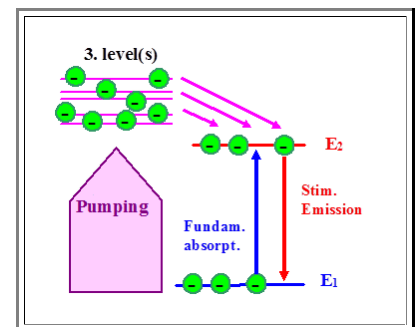 3. level(s)
E2
Pumping
Stim.
Emission
Fundam.
absorpt.
E1